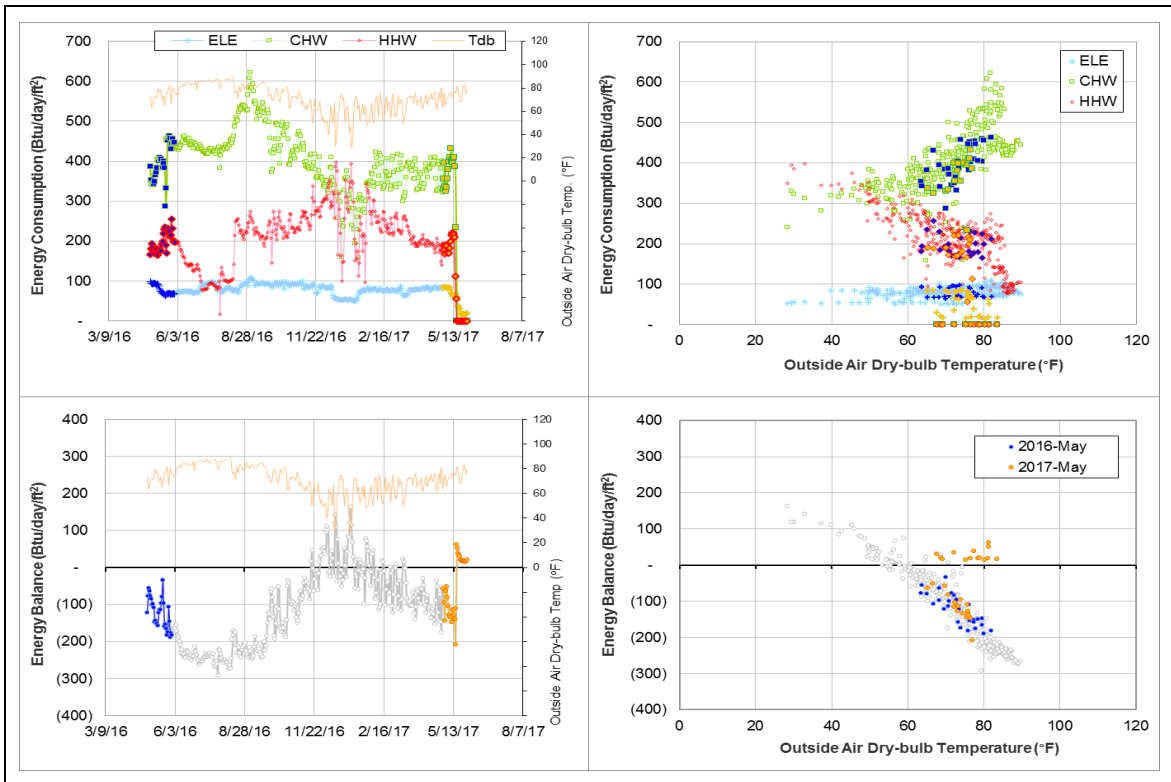 ELE CHW HHW Tdb
700
600
500
400
300
200
100
-
Energy Consumption (Btu/day/ft²)
120
100
80
60
40
20
0
Outside Air Dry-bulb Temp. (°F)
3/9/16 6/3/16 8/28/16 11/22/16 2/16/17 5/13/17 8/7/17
ELE
CHW
HHW
700
600
500
400
300
200
100
-
Energy Consumption (Btu/day/ft²)
0 20 40 60 80 100 120
Outside Air Dry-bulb Temperature (°F)
400
300
200
100
-
(100)
(200)
(300)
(400)
Energy Balance (Btu/day/ft²)
120
100
80
60
40
20
0
Outside Air Dry-bulb Temp (°F)
3/9/16 6/3/16 8/28/16 11/22/16 2/16/17 5/13/17 8/7/17
2016-May
2017-May
400
300
200
100
-
(100)
(200)
(300)
(400)
Energy Balance (Btu/day/ft²)
0 20 40 60 80 100 120
Outside Air Dry-bulb Temperature (°F)